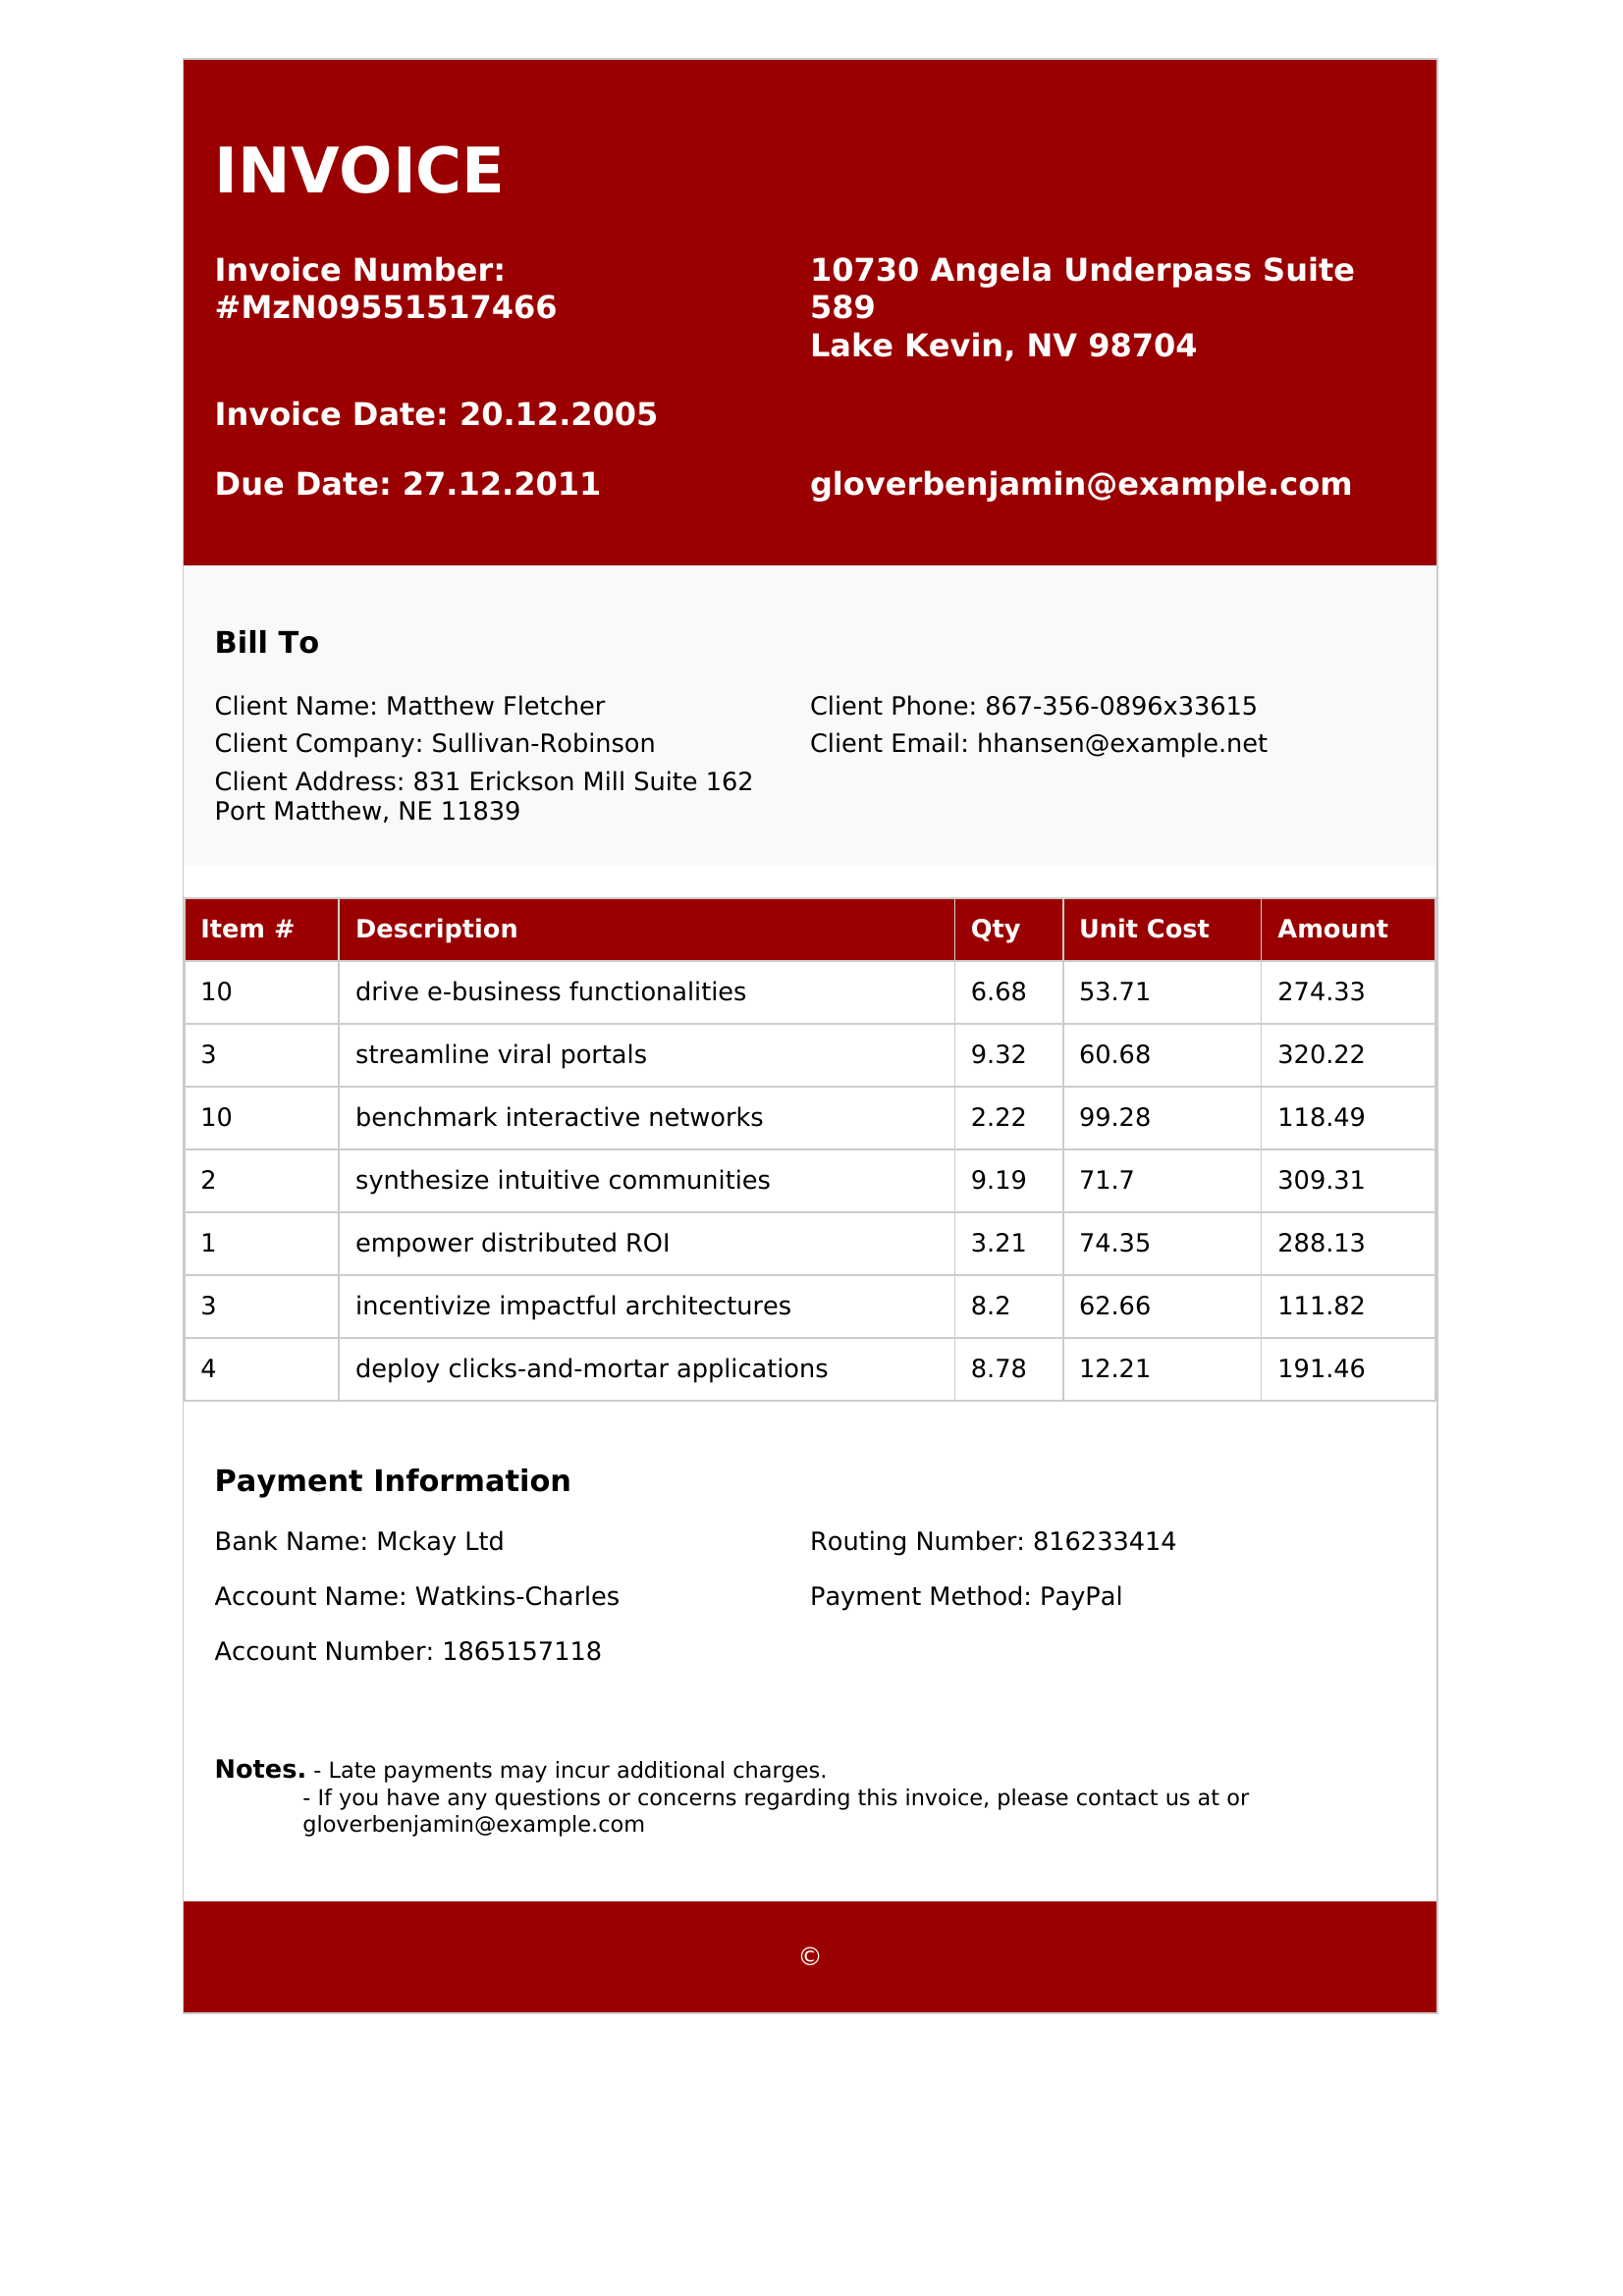 INVOICE
Invoice Number:
#MzN09551517466
10730 Angela Underpass Suite
589
Lake Kevin, NV 98704
Invoice Date: 20.12.2005
Due Date: 27.12.2011
gloverbenjamin@example.com
Bill To
Client Name: Matthew Fletcher
Client Phone: 867-356-0896x33615
Client Company: Sullivan-Robinson
Client Email: hhansen@example.net
Client Address: 831 Erickson Mill Suite 162
Port Matthew, NE 11839
Item # Description Qty Unit Cost Amount
10 drive e-business functionalities 6.68 53.71 274.33
3 streamline viral portals 9.32 60.68 320.22
10 benchmark interactive networks 2.22 99.28 118.49
2 synthesize intuitive communities 9.19 71.7 309.31
1 empower distributed ROI 3.21 74.35 288.13
3 incentivize impactful architectures 8.2 62.66 111.82
4 deploy clicks-and-mortar applications 8.78 12.21 191.46
Payment Information
Bank Name: Mckay Ltd
Routing Number: 816233414
Account Name: Watkins-Charles
Payment Method: PayPal
Account Number: 1865157118
Notes. - Late payments may incur additional charges.
- If you have any questions or concerns regarding this invoice, please contact us at or
gloverbenjamin@example.com
©